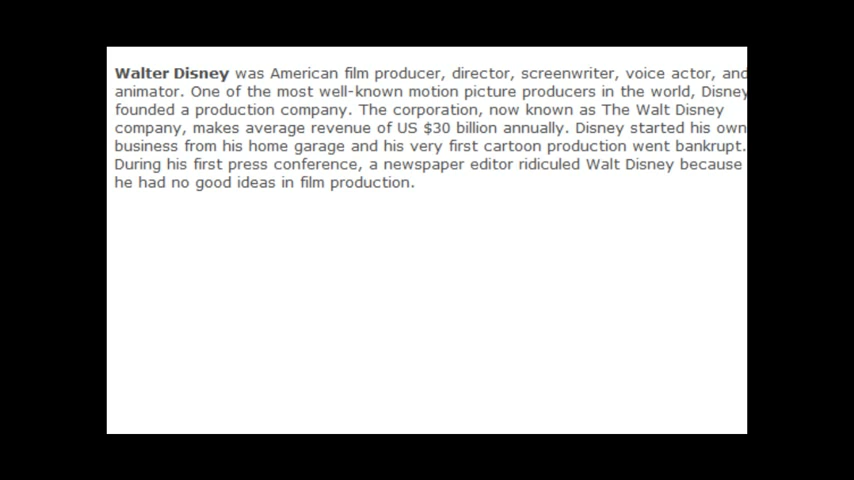 Walter Disney was American film producer, director, screenwriter, voice actor, and
animator. One of the most well-known motion picture producers in the world, Disney
founded a production company. The corporation, now known as The Walt Disney
company, makes average revenue of US $30 billion annually. Disney started his own
business from his home garage and his very first cartoon production went bankrupt.
During his first press conference, a newspaper editor ridiculed Walt Disney because
he had no good ideas in film production.